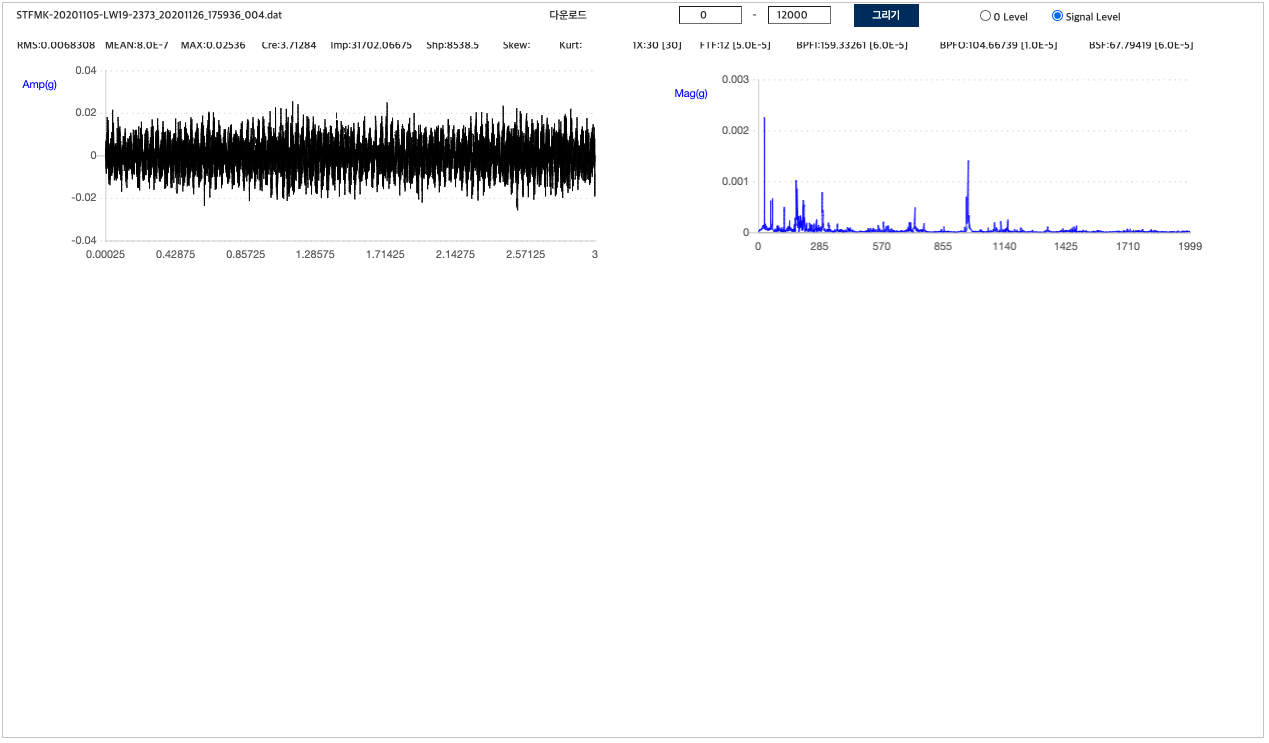 STFMK-20201105-LW19-2373_20201126_175936_004.dat 다운로드 0 - 12000 그리기 0 Level Signal Level
RMS:0.0068308 MEAN:8.0E-7 MAX:0.02536 Cre:3.71284 Imp:31702.06675 Shp:8538.5 Skew: Kurt: 1X:30 [30] FTF:12 [5.0E-5] BPFI:159.33261 [6.0E-5] BPFO:104.66739 [1.0E-5] BSF:67.79419 [6.0E-5]
Amp(g)
0.04
0.02
0
-0.02
-0.04
0.00025 0.42875 0.85725 1.28575 1.71425 2.14275 2.57125 3
Mag(g)
0.003
0.002
0.001
0
0 285 570 855 1140 1425 1710 1999